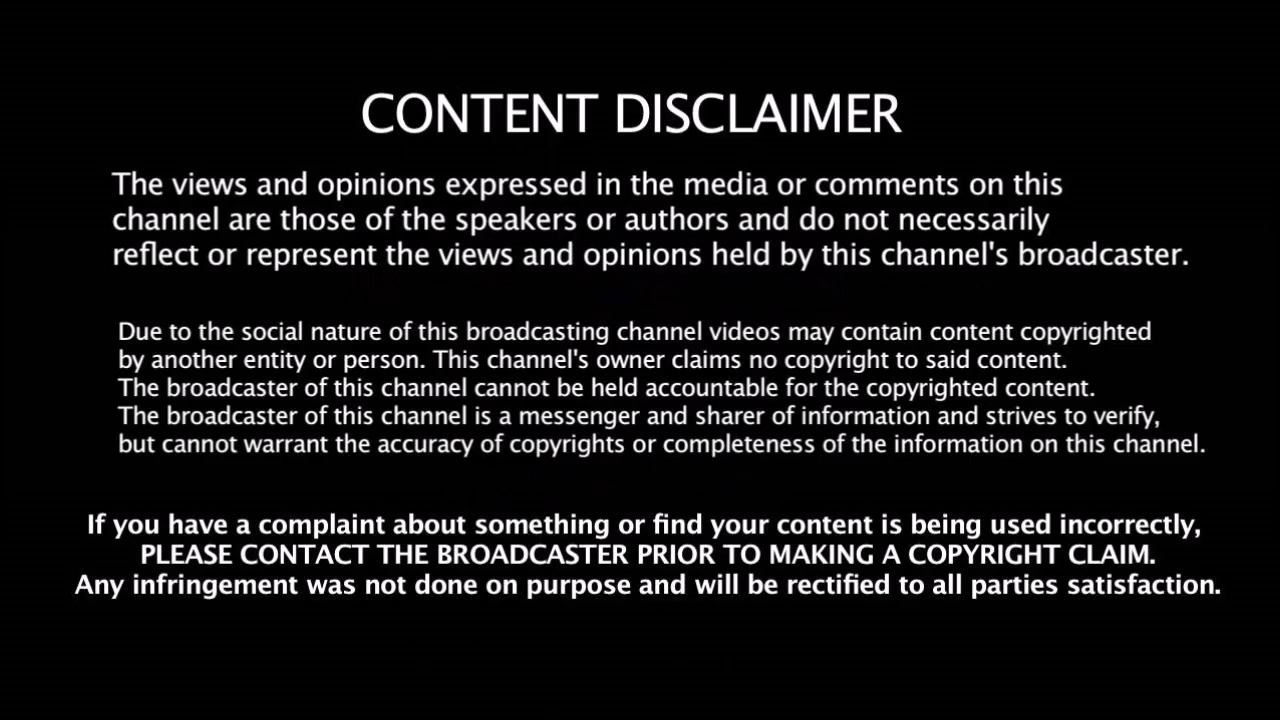 CONTENT DISCLAIMER
The views and opinions expressed in the media or comments on this
channel are those of the speakers or authors and do not necessarily
reflect or represent the views and opinions held by this channel's broadcaster.
Due to the social nature of this broadcasting channel videos may contain content copyrighted
by another entity or person. This channel's owner claims no copyright to said content.
The broadcaster of this channel cannot be held accountable for the copyrighted content.
The broadcaster of this channel is a messenger and sharer of information and strives to verify,
but cannot warrant the accuracy of copyrights or completeness of the information on this channel.
If you have a complaint about something or find your content is being used incorrectly,
PLEASE CONTACT THE BROADCASTER PRIOR TO MAKING A COPYRIGHT CLAIM.
Any infringement was not done on purpose and will be rectified to all parties satisfaction.